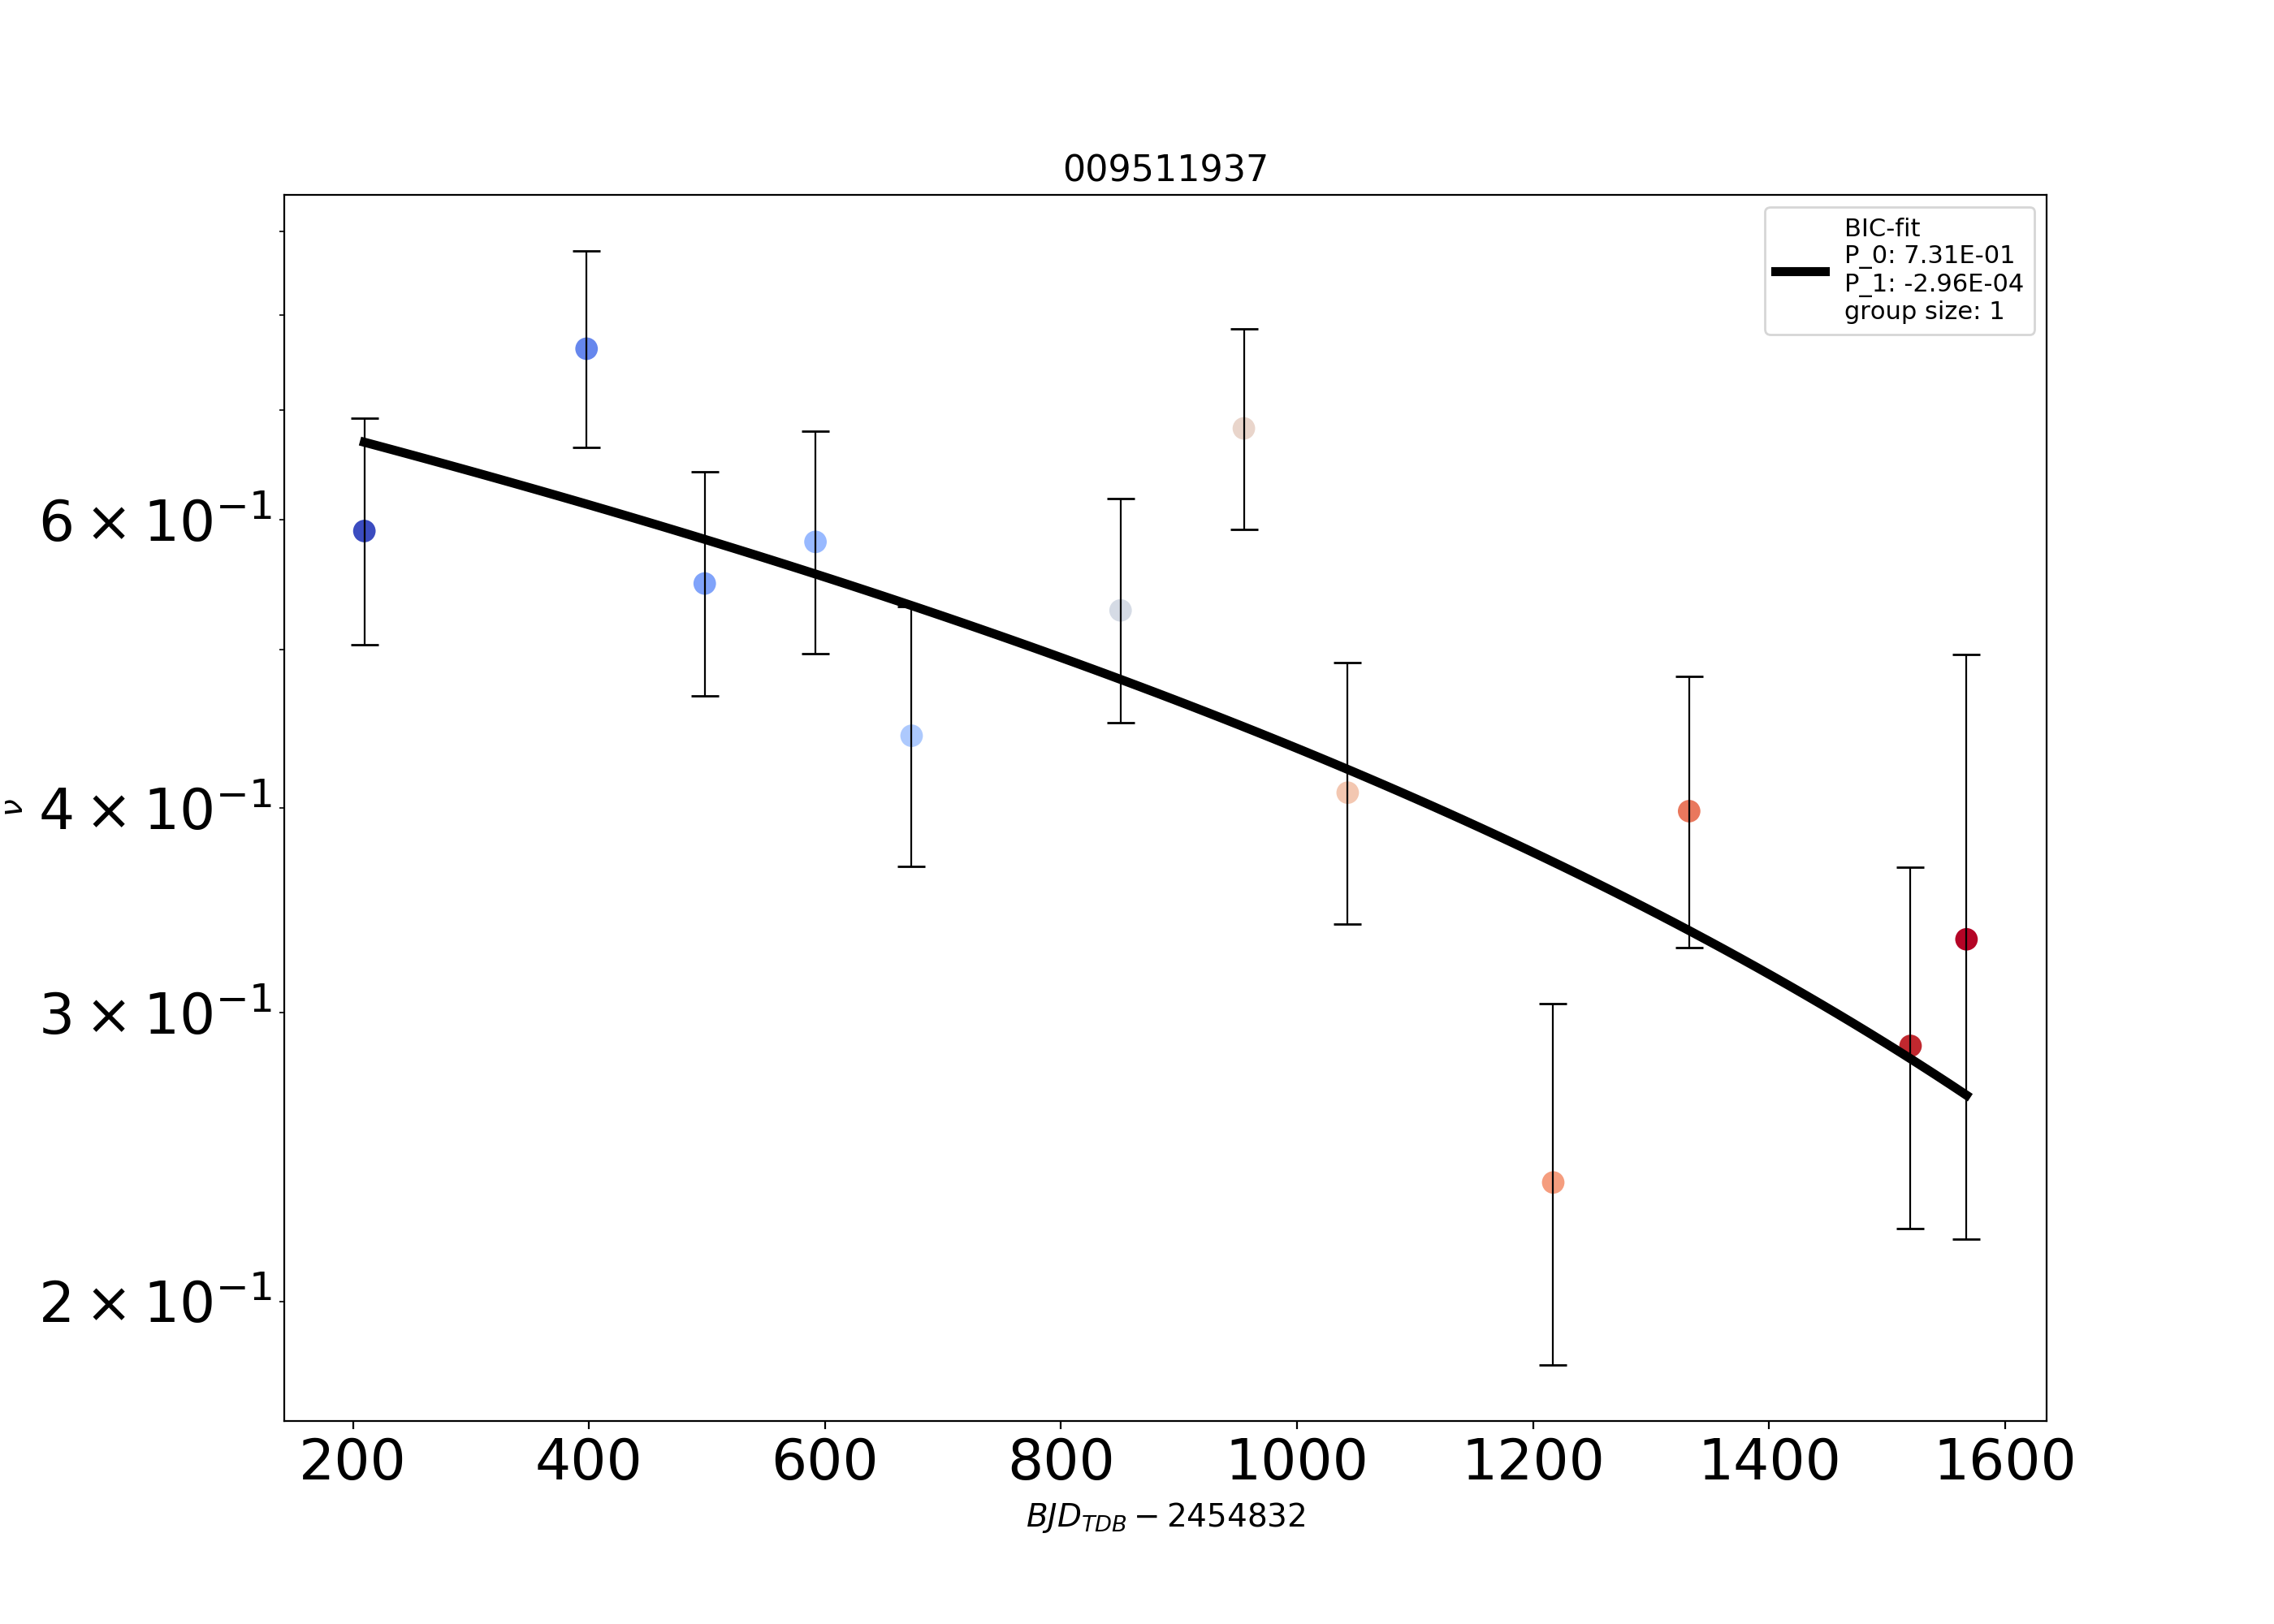 009511937
BIC-fit
P_0: 7.31E-01
P_1: -2.96E-04
group size: 1
6 × 10⁻¹
4 × 10⁻¹
3 × 10⁻¹
2 × 10⁻¹
ν
200 400 600 800 1000 1200 1400 1600
BJD_TDB − 2454832